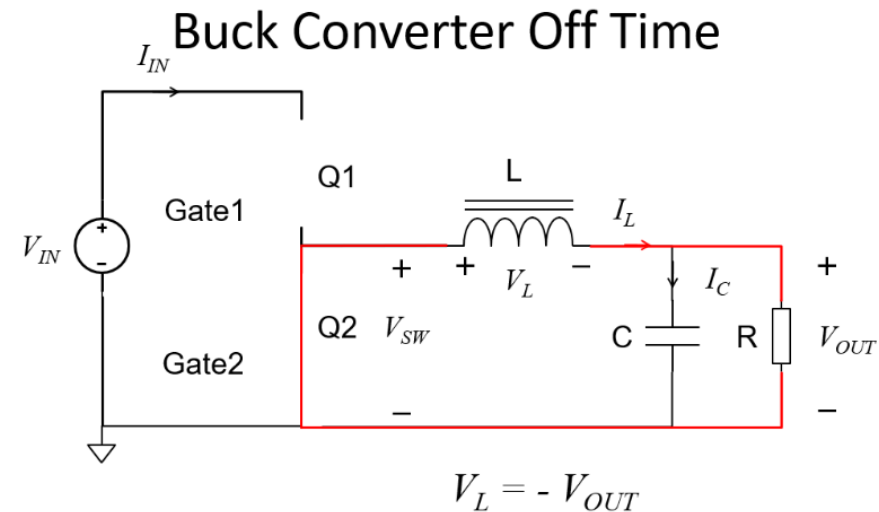 Buck Converter Off Time
I_IN
Q1
L
Gate1
I_L
V_IN
+
-
+
+
V_L
−
I_C
+
Q2
V_SW
C
R
V_OUT
Gate2
−
−
V_L = - V_OUT